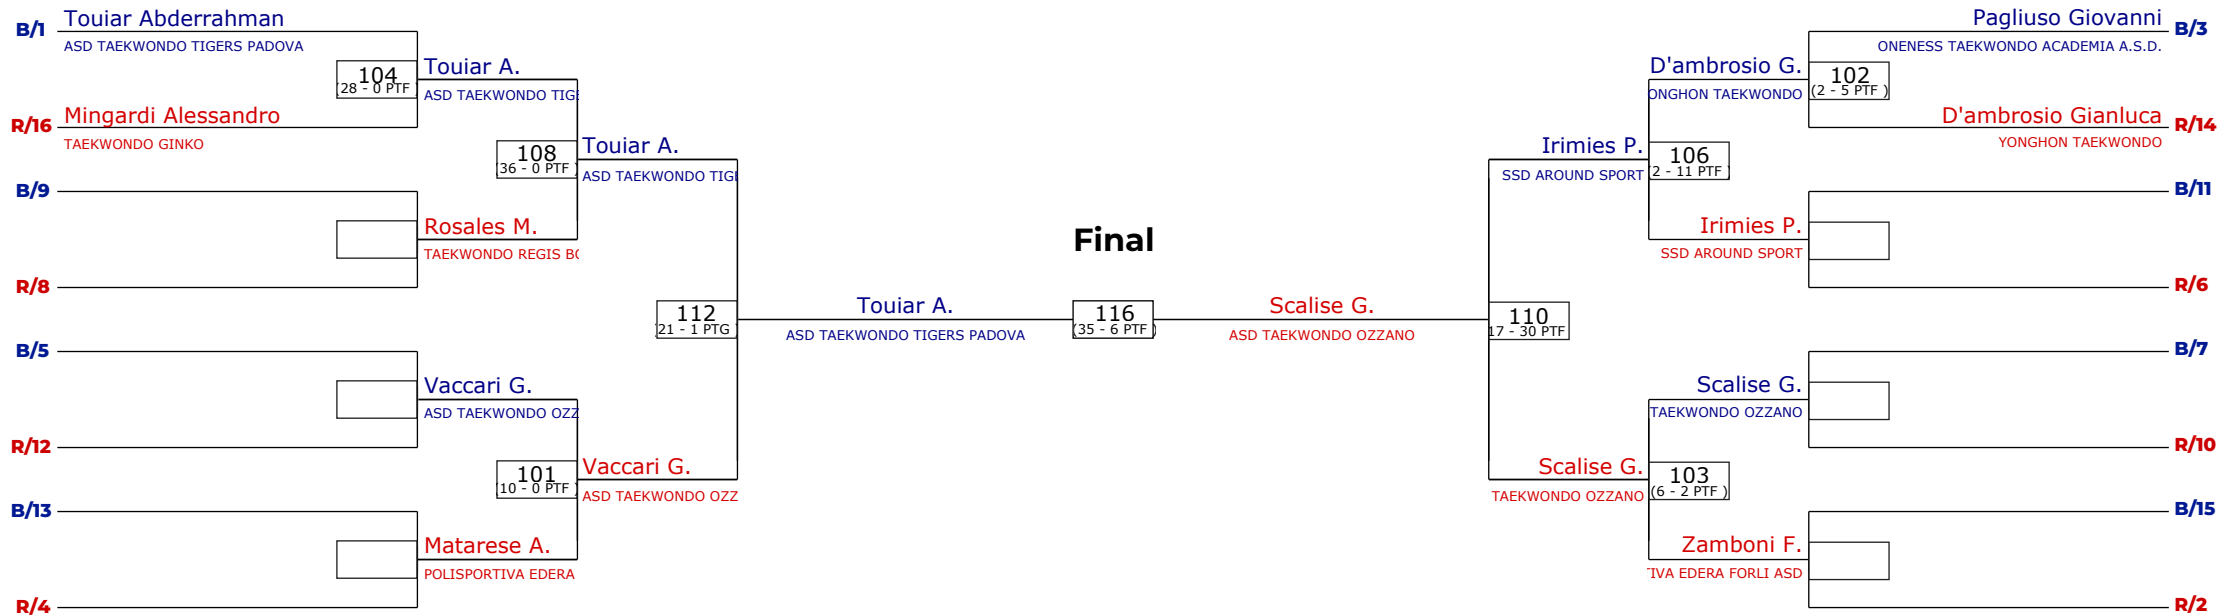 B/1
Touiar Abderrahman
ASD TAEKWONDO TIGERS PADOVA
104
(28 - 0 PTF
R/16
Mingardi Alessandro
TAEKWONDO GINKO
Touiar A.
ASD TAEKWONDO TIGE
108
(36 - 0 PTF
B/9
R/8
Rosales M.
TAEKWONDO REGIS BO
Touiar A.
ASD TAEKWONDO TIGE
112
21 - 1 PTG
B/5
R/12
Vaccari G.
ASD TAEKWONDO OZZ
101
(10 - 0 PTF
B/13
R/4
Matarese A.
POLISPORTIVA EDERA
Vaccari G.
ASD TAEKWONDO OZZ
Final
Touiar A.
ASD TAEKWONDO TIGERS PADOVA
116
(35 - 6 PTF )
Scalise G.
ASD TAEKWONDO OZZANO
110
17 - 30 PTF
Irimies P.
SSD AROUND SPORT
106
(2 - 11 PTF )
D'ambrosio G.
ONGHON TAEKWONDO
102
(2 - 5 PTF )
Pagliuso Giovanni
ONENESS TAEKWONDO ACADEMIA A.S.D.
B/3
D'ambrosio Gianluca
YONGHON TAEKWONDO
R/14
Irimies P.
SSD AROUND SPORT
B/11
R/6
Scalise G.
TAEKWONDO OZZANO
103
(6 - 2 PTF )
Scalise G.
TAEKWONDO OZZANO
B/7
R/10
Zamboni F.
TIVA EDERA FORLI ASD
B/15
R/2